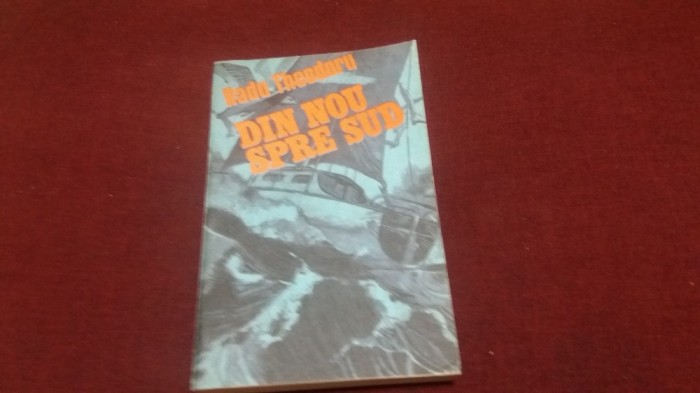 Radu Theodoru
DIN NOU
SPRE SUD